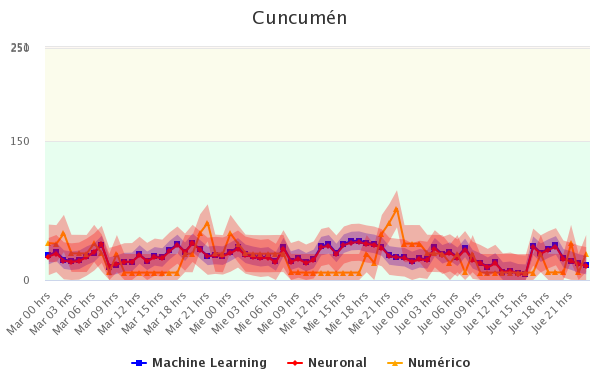 Cuncumén
150
0
Mar 00 hrs
Mar 03 hrs
Mar 06 hrs
Mar 09 hrs
Mar 12 hrs
Mar 15 hrs
Mar 18 hrs
Mar 21 hrs
Mie 00 hrs
Mie 03 hrs
Mie 06 hrs
Mie 09 hrs
Mie 12 hrs
Mie 15 hrs
Mie 18 hrs
Mie 21 hrs
Jue 00 hrs
Jue 03 hrs
Jue 06 hrs
Jue 09 hrs
Jue 12 hrs
Jue 15 hrs
Jue 18 hrs
Jue 21 hrs
Machine Learning
Neuronal
Numérico